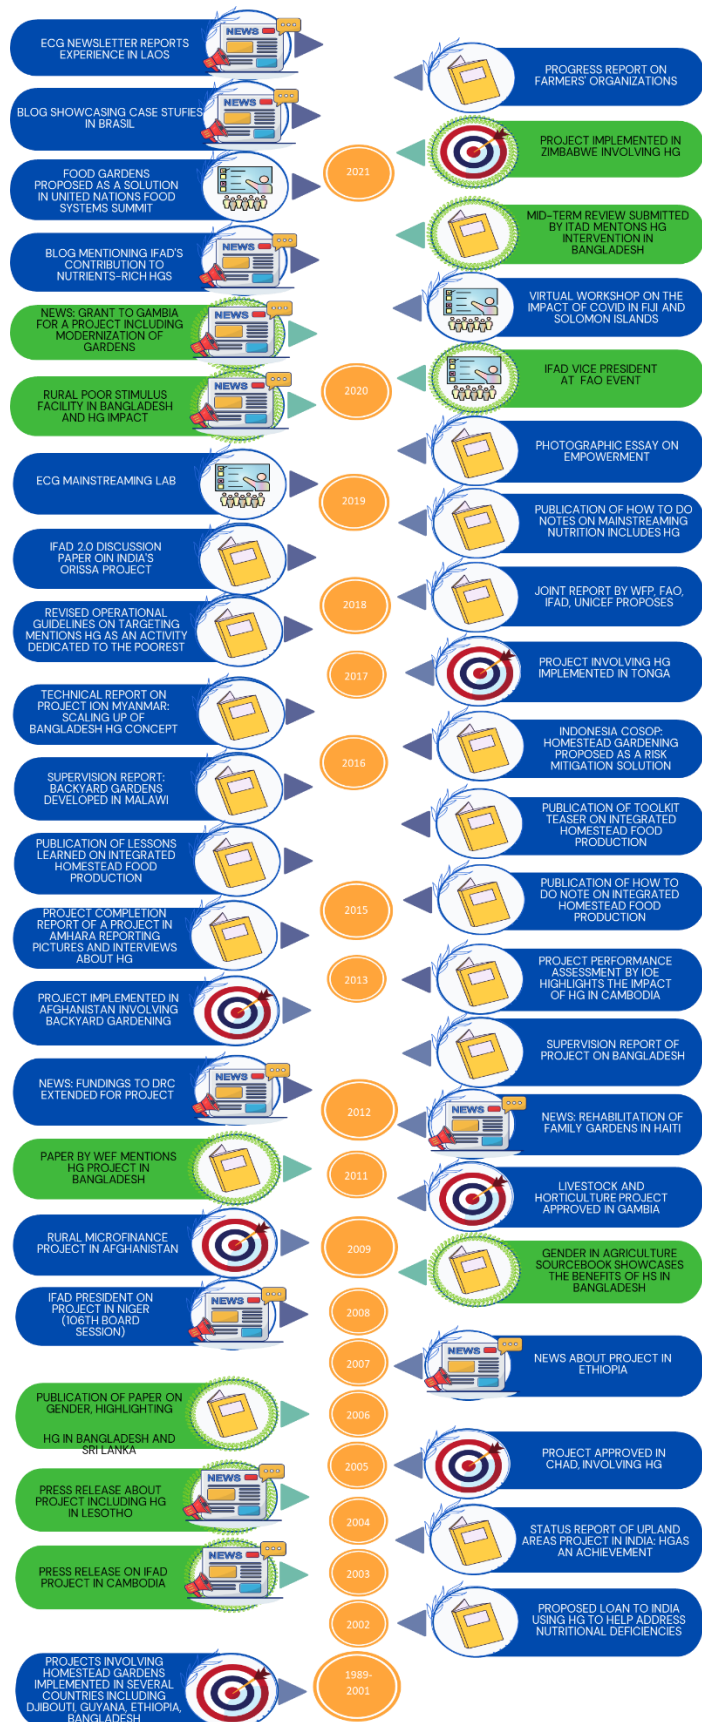 ECG NEWSLETTER REPORTS
EXPERIENCE IN LAOS
NEWS
PROGRESS REPORT ON
FARMERS' ORGANIZATIONS
BLOG SHOWCASING CASE STUFIES
IN BRASIL
NEWS
PROJECT IMPLEMENTED IN
ZIMBABWE INVOLVING HG
2021
FOOD GARDENS
PROPOSED AS A SOLUTION
IN UNITED NATIONS FOOD
SYSTEMS SUMMIT
MID-TERM REVIEW SUBMITTED
BY ITAD MENTONS HG
INTERVENTION IN
BANGLADESH
BLOG MENTIONING IFAD'S
CONTRIBUTION TO
NUTRIENTS-RICH HGS
NEWS
VIRTUAL WORKSHOP ON THE
IMPACT OF COVID IN FIJI AND
SOLOMON ISLANDS
NEWS: GRANT TO GAMBIA
FOR A PROJECT INCLUDING
MODERNIZATION OF
GARDENS
NEWS
IFAD VICE PRESIDENT
AT FAO EVENT
2020
RURAL POOR STIMULUS
FACILITY IN BANGLADESH
AND HG IMPACT
NEWS
PHOTOGRAPHIC ESSAY ON
EMPOWERMENT
ECG MAINSTREAMING LAB
2019
PUBLICATION OF HOW TO DO
NOTES ON MAINSTREAMING
NUTRITION INCLUDES HG
IFAD 2.0 DISCUSSION
PAPER OIN INDIA'S
ORISSA PROJECT
JOINT REPORT BY WFP, FAO,
IFAD, UNICEF PROPOSES
2018
REVISED OPERATIONAL
GUIDELINES ON TARGETING
MENTIONS HG AS AN ACTIVITY
DEDICATED TO THE POOREST
PROJECT INVOLVING HG
IMPLEMENTED IN TONGA
2017
TECHNICAL REPORT ON
PROJECT ION MYANMAR:
SCALING UP OF
BANGLADESH HG CONCEPT
INDONESIA COSOP:
HOMESTEAD GARDENING
PROPOSED AS A RISK
MITIGATION SOLUTION
2016
SUPERVISION REPORT:
BACKYARD GARDENS
DEVELOPED IN MALAWI
PUBLICATION OF TOOLKIT
TEASER ON INTEGRATED
HOMESTEAD FOOD
PRODUCTION
PUBLICATION OF LESSONS
LEARNED ON INTEGRATED
HOMESTEAD FOOD
PRODUCTION
PUBLICATION OF HOW TO
DO NOTE ON INTEGRATED
HOMESTEAD FOOD
PRODUCTION
2015
PROJECT COMPLETION
REPORT OF A PROJECT IN
AMHARA REPORTING
PICTURES AND INTERVIEWS
ABOUT HG
PROJECT PERFORMANCE
ASSESSMENT BY IOE
HIGHLIGHTS THE IMPACT
OF HG IN CAMBODIA
2013
PROJECT IMPLEMENTED IN
AFGHANISTAN INVOLVING
BACKYARD GARDENING
SUPERVISION REPORT OF
PROJECT ON BANGLADESH
NEWS: FUNDINGS TO DRC
EXTENDED FOR PROJECT
NEWS
2012
NEWS
NEWS: REHABILITATION OF
FAMILY GARDENS IN HAITI
PAPER BY WEF MENTIONS
HG PROJECT IN
BANGLADESH
2011
LIVESTOCK AND
HORTICULTURE PROJECT
APPROVED IN GAMBIA
RURAL MICROFINANCE
PROJECT IN AFGHANISTAN
2009
GENDER IN AGRICULTURE
SOURCEBOOK SHOWCASES
THE BENEFITS OF HS IN
BANGLADESH
IFAD PRESIDENT ON
PROJECT IN NIGER
(106TH BOARD
SESSION)
NEWS
2008
2007
NEWS
NEWS ABOUT PROJECT IN
ETHIOPIA
PUBLICATION OF PAPER ON
GENDER, HIGHLIGHTING
HG IN BANGLADESH AND
SRI LANKA
2006
2005
PROJECT APPROVED IN
CHAD, INVOLVING HG
PRESS RELEASE ABOUT
PROJECT INCLUDING HG
IN LESOTHO
NEWS
2004
STATUS REPORT OF UPLAND
AREAS PROJECT IN INDIA: HGAS
AN ACHIEVEMENT
PRESS RELEASE ON IFAD
PROJECT IN CAMBODIA
NEWS
2003
2002
PROPOSED LOAN TO INDIA
USING HG TO HELP ADDRESS
NUTRITIONAL DEFICIENCIES
PROJECTS INVOLVING
HOMESTEAD GARDENS
IMPLEMENTED IN SEVERAL
COUNTRIES INCLUDING
DJIBOUTI, GUYANA, ETHIOPIA,
BANGLADESH
1989-
2001